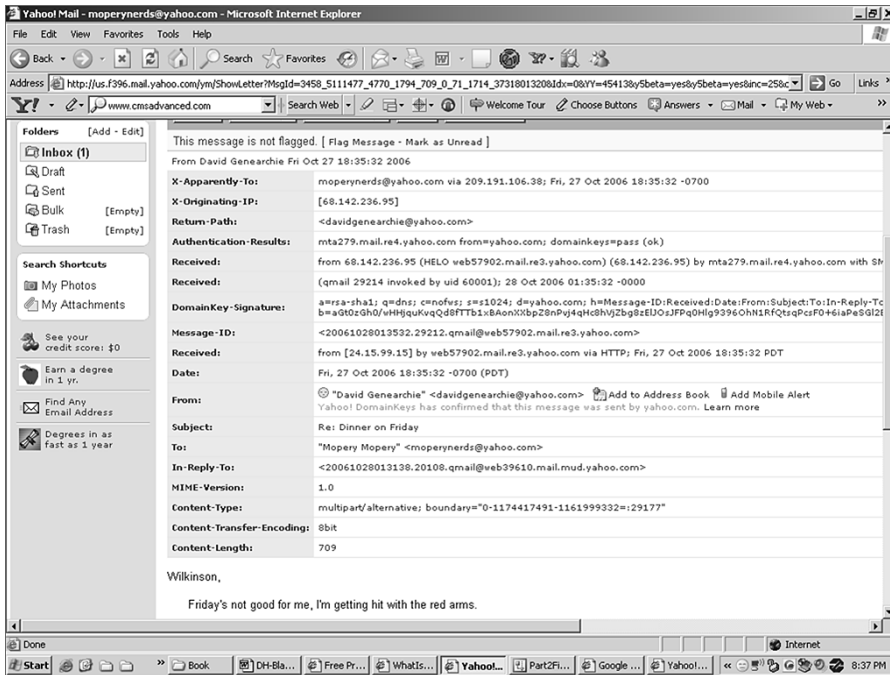 Yahoo! Mail - moperynerds@yahoo.com - Microsoft Internet Explorer
File Edit View Favorites Tools Help
Back Search Favorites
Address http://us.f396.mail.yahoo.com/ym/ShowLetter?MsgId=3458_5111477_4770_1794_709_0_71_1714_3731801320&Idx=0&YY=45413&y5beta=yes&y5beta=yes&inc=25&c Go Links »
Y! www.cmsadvanced.com Search Web Welcome Tour Choose Buttons Answers Mail My Web »
Folders [Add - Edit]
Inbox (1)
Draft
Sent
Bulk [Empty]
Trash [Empty]
Search Shortcuts
My Photos
My Attachments
See your
credit score: $0
Earn a degree
in 1 yr.
Find Any
Email Address
Degrees in as
fast as 1 year
This message is not flagged. [ Flag Message - Mark as Unread ]
From David Genearchie Fri Oct 27 18:35:32 2006
X-Apparently-To: moperynerds@yahoo.com via 209.191.106.38; Fri, 27 Oct 2006 18:35:32 -0700
X-Originating-IP: [68.142.236.95]
Return-Path: <davidgenearchie@yahoo.com>
Authentication-Results: mta279.mail.re4.yahoo.com from=yahoo.com; domainkeys=pass (ok)
Received: from 68.142.236.95 (HELO web57902.mail.re3.yahoo.com) (68.142.236.95) by mta279.mail.re4.yahoo.com with SM
Received: (qmail 29214 invoked by uid 60001); 28 Oct 2006 01:35:32 -0000
DomainKey-Signature: a=rsa-sha1; q=dns; c=nofws; s=s1024; d=yahoo.com; h=Message-ID:Received:Date:From:Subject:To:In-Reply-To
Message-ID: <20061028013532.29212.qmail@web57902.mail.re3.yahoo.com>
Received: from [24.15.99.15] by web57902.mail.re3.yahoo.com via HTTP; Fri, 27 Oct 2006 18:35:32 PDT
Date: Fri, 27 Oct 2006 18:35:32 -0700 (PDT)
From: "David Genearchie" <davidgenearchie@yahoo.com> Add to Address Book Add Mobile Alert
Yahoo! DomainKeys has confirmed that this message was sent by yahoo.com. Learn more
Subject: Re: Dinner on Friday
To: "Mopery Mopery" <moperynerds@yahoo.com>
In-Reply-To: <20061028013138.20108.qmail@web39610.mail.mud.yahoo.com>
MIME-Version: 1.0
Content-Type: multipart/alternative; boundary="0-1174417491-1161999332=:29177"
Content-Transfer-Encoding: 8bit
Content-Length: 709
Wilkinson,
Friday's not good for me, I'm getting hit with the red arms.
Done Internet
Start » Book DH-Bla... Free Pr... WhatIs... Yahoo!... Part2Fi... Google ... Yahoo!... « 8:37 PM